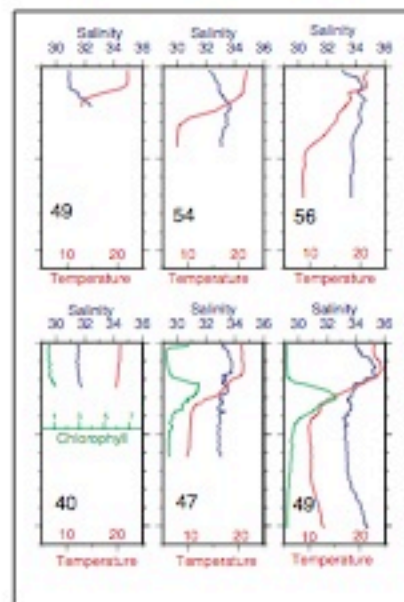 Salinity Salinity Salinity
30 32 34 36 30 32 34 36 30 32 34 36
49 54 56
10 20 10 20 10 20
Temperature Temperature Temperature
Salinity Salinity Salinity
30 32 34 36 30 33 34 36 30 32 34 36
Chlorophyll
40 47 49
10 20 10 20 10 20
Temperature Temperature Temperature